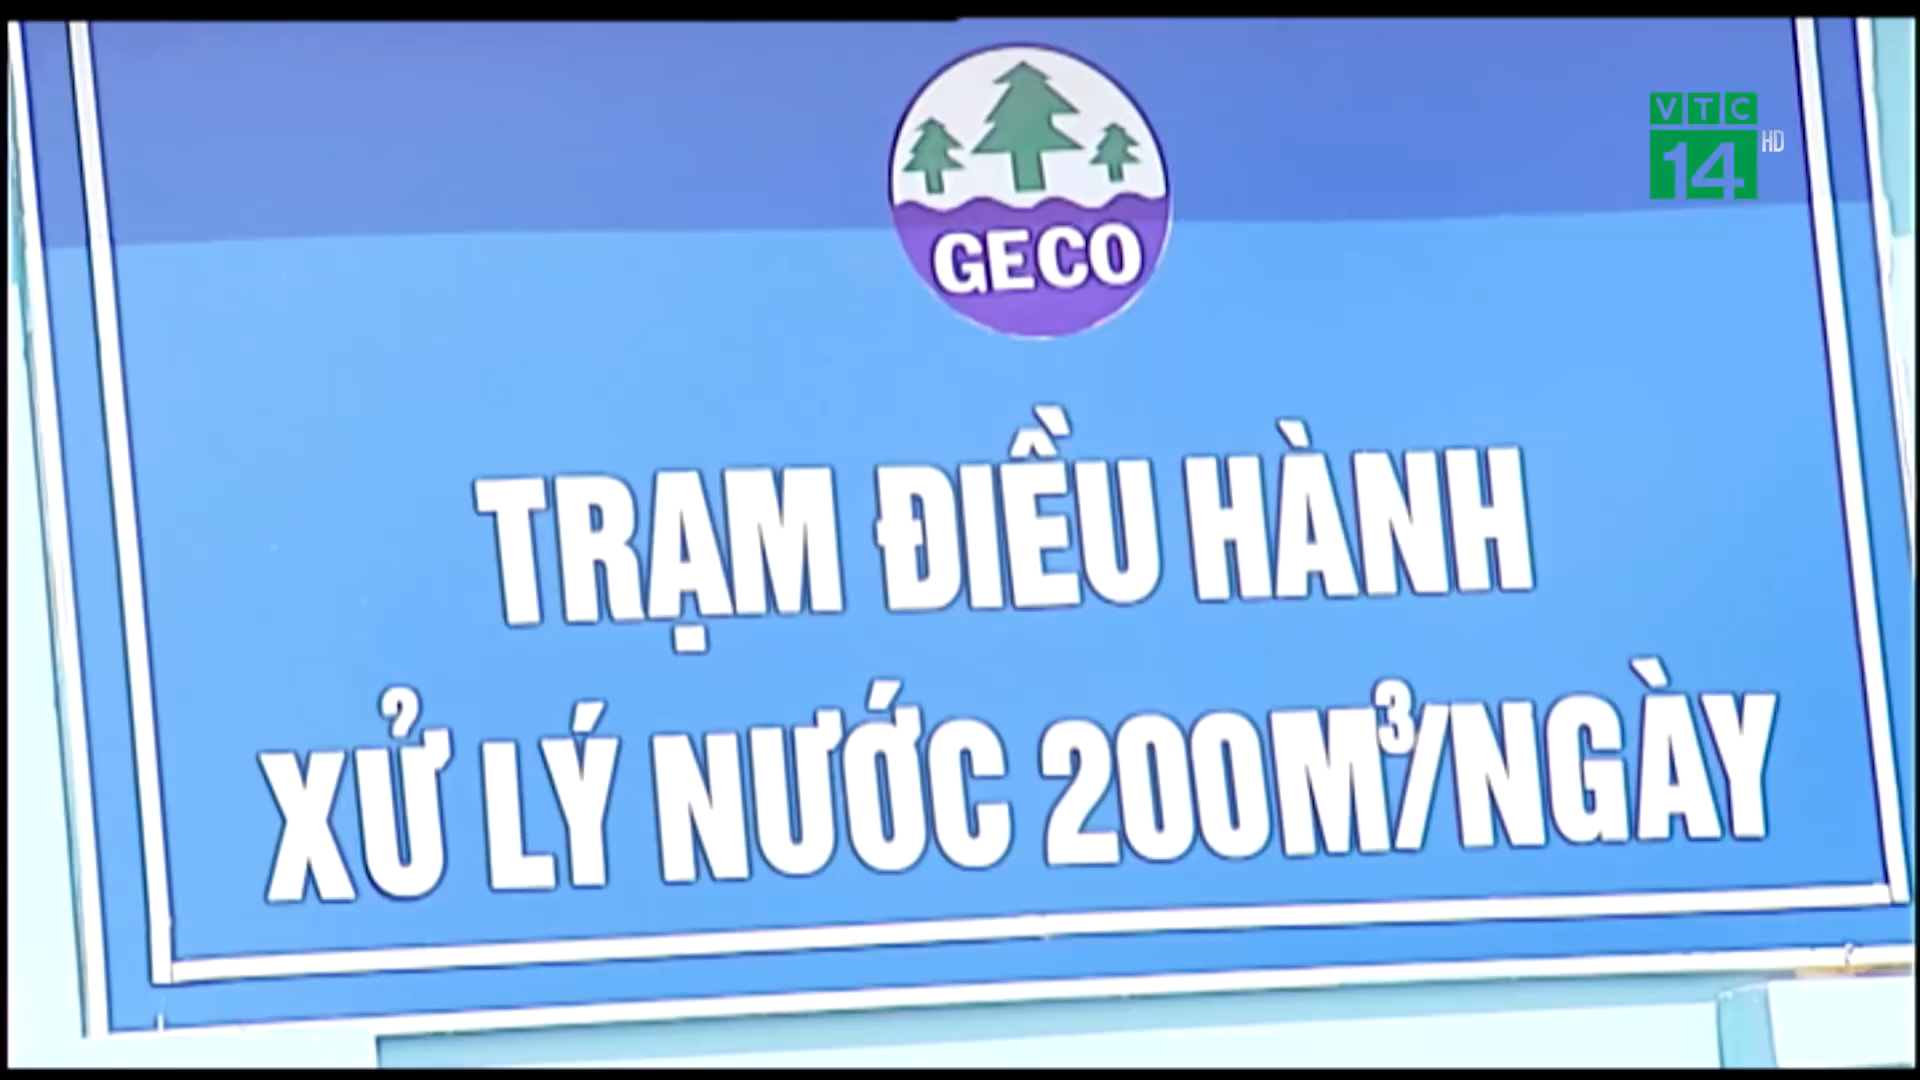 VTC
14 HD
GECO
TRẠM ĐIỀU HÀNH
XỬ LÝ NƯỚC 200M³/NGÀY